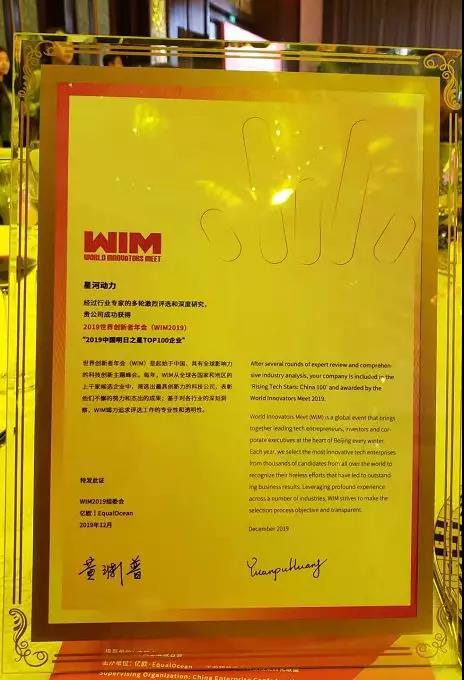 WIM
WORLD INNOVATORS MEET
星河动力
经过行业专家的多轮激烈评选和深度研究，
贵公司成功获得
2019世界创新者年会（WIM2019）
“2019中国明日之星TOP100企业”
世界创新者年会（WIM）是起始于中国、具有全球影响力
的科技创新主题峰会。每年，WIM从全球各国家和地区的
上千家候选企业中，筛选出最具创新力的科技公司，表彰
他们不懈的努力和杰出的成果；基于对各行业的深刻洞
察，WIM竭力追求评选工作的专业性和透明性。
特发此证
WIM2019组委会
亿欧 | EqualOcean
2019年12月
After several rounds of expert review and comprehen-
sive industry analysis, your company is included in the
'Rising Tech Stars: China 100' and awarded by the
World Innovators Meet 2019.
World Innovators Meet (WIM) is a global event that brings
together leading tech entrepreneurs, investors and cor-
porate executives at the heart of Beijing every winter.
Each year, we select the most innovative tech enterprises
from thousands of candidates from all over the world to
recognize their tireless efforts that have led to outstand-
ing business results. Leveraging profound experience
across a number of industries, WIM strives to make the
selection process objective and transparent.
December 2019
黄渊普
Yuanpu Huang
主办单位：亿欧·EqualOcean
Supervising Organization: China Enterprise